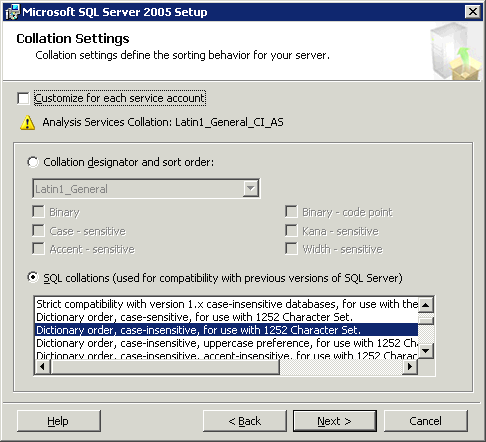 Microsoft SQL Server 2005 Setup
Collation Settings
Collation settings define the sorting behavior for your server.
Customize for each service account
Analysis Services Collation: Latin1_General_CI_AS
Collation designator and sort order:
Latin1_General
Binary
Binary - code point
Case - sensitive
Kana - sensitive
Accent - sensitive
Width - sensitive
SQL collations (used for compatibility with previous versions of SQL Server)
Strict compatibility with version 1.x case-insensitive databases, for use with the
Dictionary order, case-sensitive, for use with 1252 Character Set.
Dictionary order, case-insensitive, for use with 1252 Character Set.
Dictionary order, case-insensitive, uppercase preference, for use with 1252 Ch
Dictionary order, case-insensitive, accent-insensitive, for use with 1252 Charac
Help
< Back
Next >
Cancel